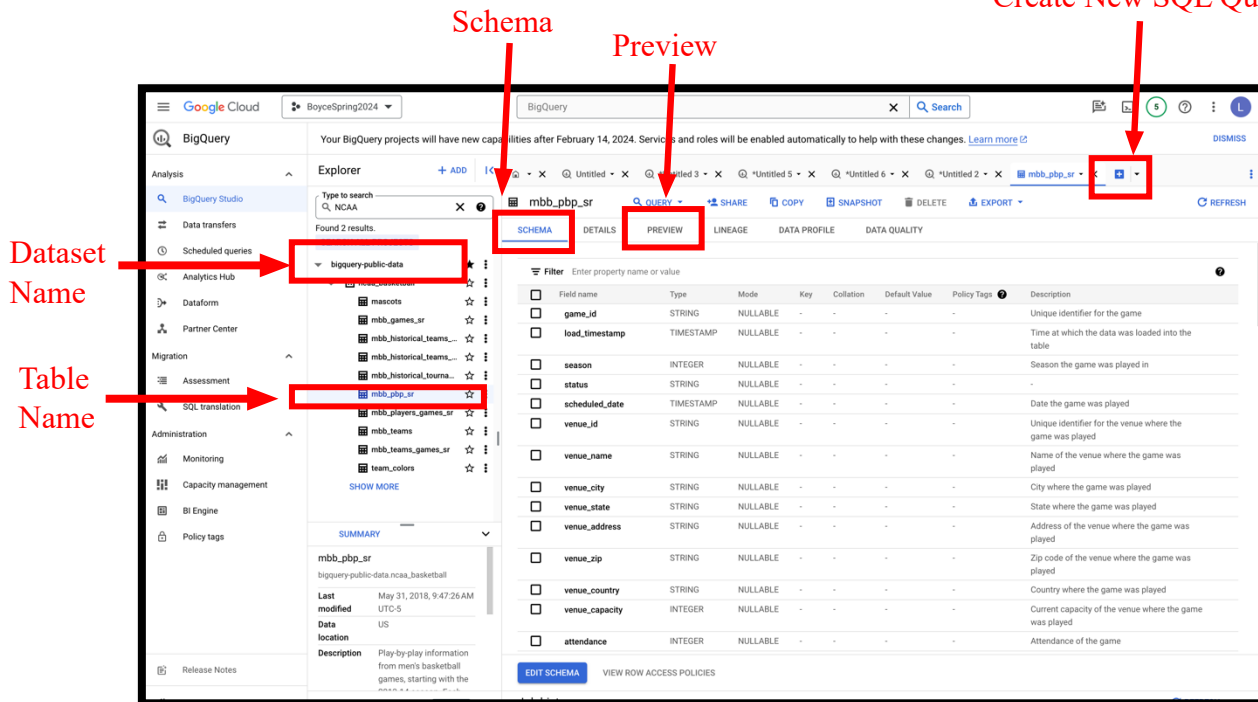 Create New SQL Qu
Schema
Preview
Dataset
Name
Table
Name
Google Cloud
BoyceSpring2024
BigQuery
Search
5
L
BigQuery
Your BigQuery projects will have new capabilities after February 14, 2024. Services and roles will be enabled automatically to help with these changes. Learn more
DISMISS
Analysis
BigQuery Studio
Data transfers
Scheduled queries
Analytics Hub
Dataform
Partner Center
Migration
Assessment
SQL translation
Administration
Monitoring
Capacity management
BI Engine
Policy tags
Release Notes
Explorer
+ ADD
Type to search
NCAA
Found 2 results.
bigquery-public-data
ncaa_basketball
mascots
mbb_games_sr
mbb_historical_teams_...
mbb_historical_teams_...
mbb_historical_tourna...
mbb_pbp_sr
mbb_players_games_sr
mbb_teams
mbb_teams_games_sr
team_colors
SHOW MORE
SUMMARY
mbb_pbp_sr
bigquery-public-data.ncaa_basketball
Last modified May 31, 2018, 9:47:26 AM UTC-5
Data location US
Description Play-by-play information
from men's basketball
games, starting with the
Untitled
*Untitled 3
*Untitled 5
*Untitled 6
*Untitled 2
mbb_pbp_sr
mbb_pbp_sr
QUERY
SHARE
COPY
SNAPSHOT
DELETE
EXPORT
REFRESH
SCHEMA DETAILS PREVIEW LINEAGE DATA PROFILE DATA QUALITY
Filter Enter property name or value
Field name Type Mode Key Collation Default Value Policy Tags Description
game_id STRING NULLABLE - - - - Unique identifier for the game
load_timestamp TIMESTAMP NULLABLE - - - - Time at which the data was loaded into the
table
season INTEGER NULLABLE - - - - Season the game was played in
status STRING NULLABLE - - - - -
scheduled_date TIMESTAMP NULLABLE - - - - Date the game was played
venue_id STRING NULLABLE - - - - Unique identifier for the venue where the
game was played
venue_name STRING NULLABLE - - - - Name of the venue where the game was
played
venue_city STRING NULLABLE - - - - City where the game was played
venue_state STRING NULLABLE - - - - State where the game was played
venue_address STRING NULLABLE - - - - Address of the venue where the game was
played
venue_zip STRING NULLABLE - - - - Zip code of the venue where the game was
played
venue_country STRING NULLABLE - - - - Country where the game was played
venue_capacity INTEGER NULLABLE - - - - Current capacity of the venue where the game
was played
attendance INTEGER NULLABLE - - - - Attendance of the game
EDIT SCHEMA
VIEW ROW ACCESS POLICIES